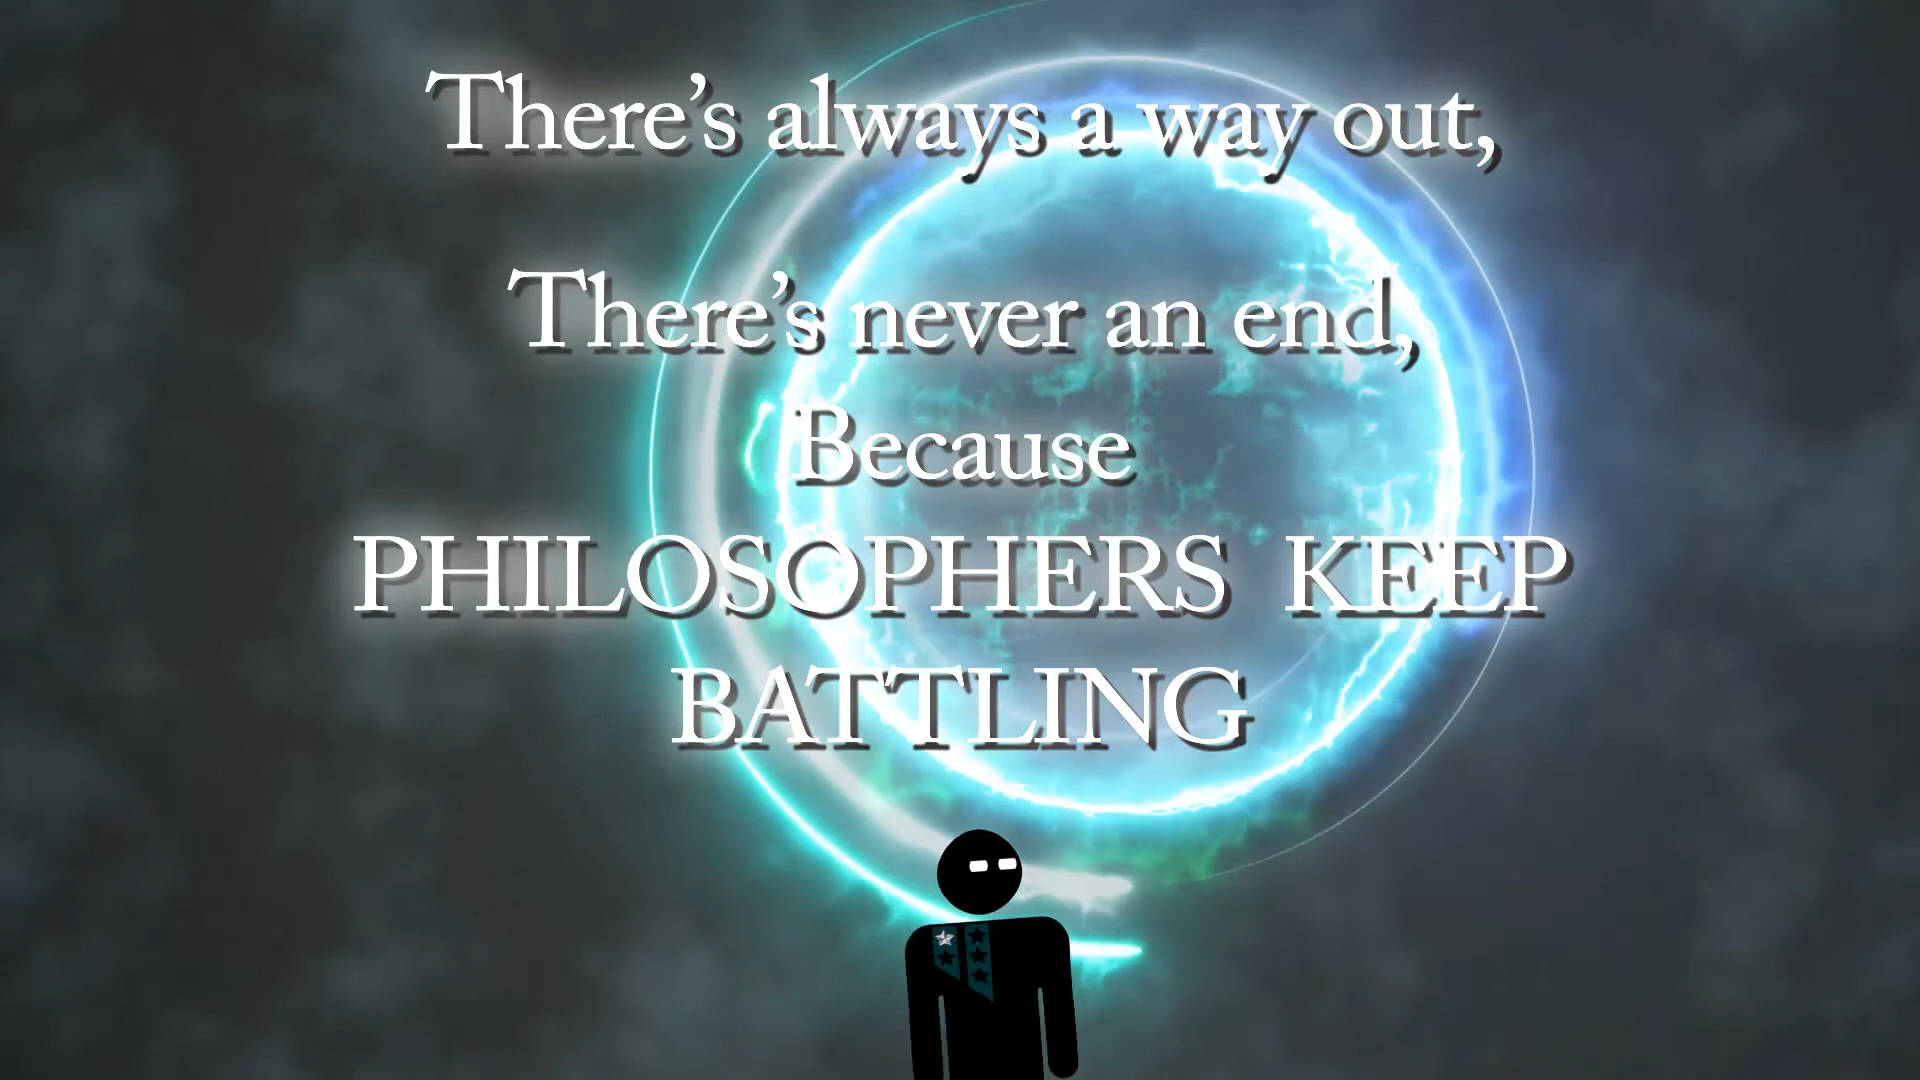 There’s always a way out,
There’s never an end,
Because
PHILOSOPHERS KEEP
BATTLING